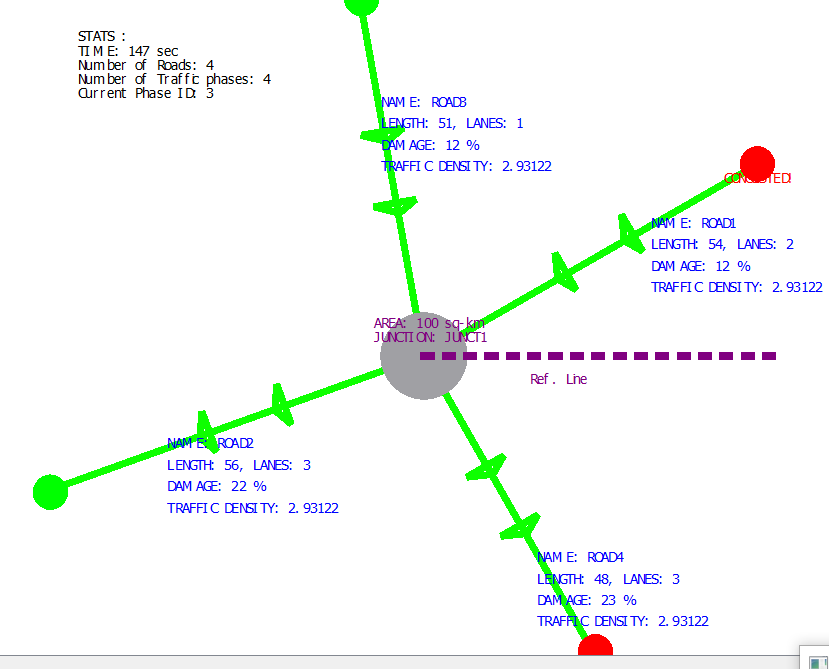 STATS :
TIME: 147 sec
Number of Roads: 4
Number of Traffic phases: 4
Current Phase ID: 3
NAME: ROAD3
LENGTH: 51, LANES: 1
DAMAGE: 12 %
TRAFFIC DENSITY: 2.93122
CONGESTED!
NAME: ROAD1
LENGTH: 54, LANES: 2
DAMAGE: 12 %
TRAFFIC DENSITY: 2.93122
AREA: 100 sq-km
JUNCTION: JUNCT1
Ref. Line
NAME: ROAD2
LENGTH: 56, LANES: 3
DAMAGE: 22 %
TRAFFIC DENSITY: 2.93122
NAME: ROAD4
LENGTH: 48, LANES: 3
DAMAGE: 23 %
TRAFFIC DENSITY: 2.93122